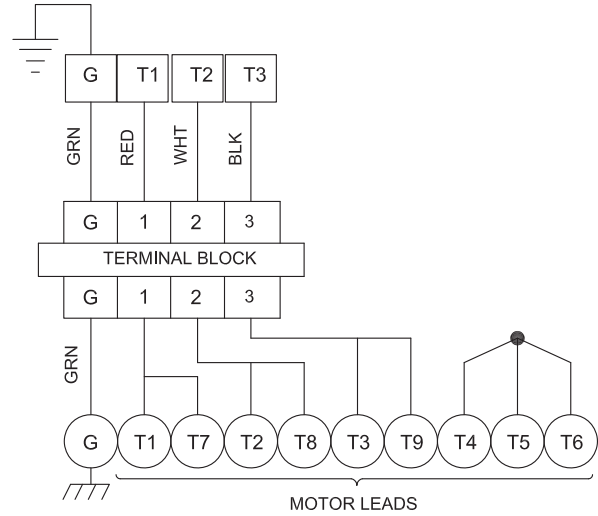 G T1 T2 T3
GRN RED WHT BLK
G 1 2 3
TERMINAL BLOCK
G 1 2 3
GRN
G T1 T7 T2 T8 T3 T9 T4 T5 T6
MOTOR LEADS